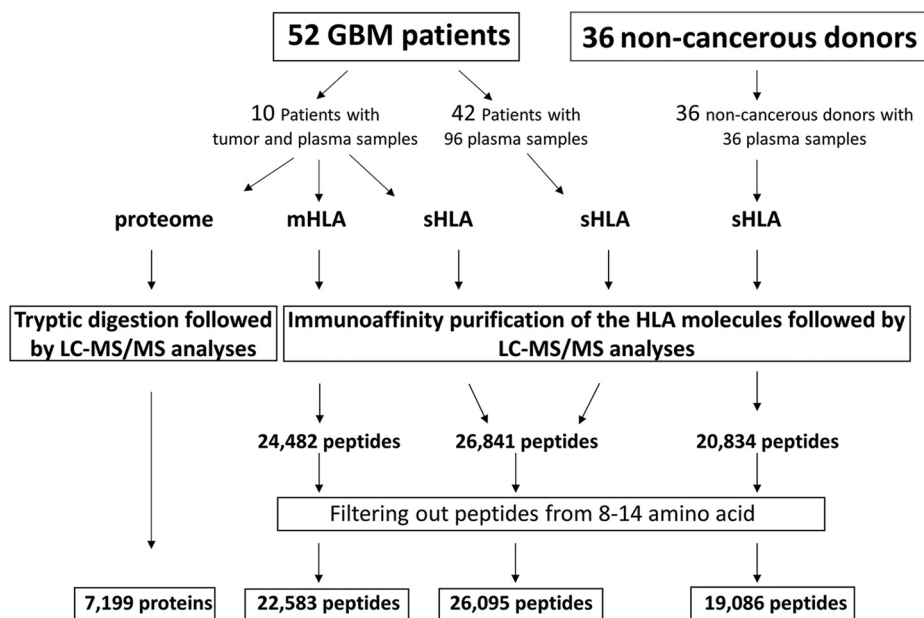 52 GBM patients
36 non-cancerous donors
10 Patients with
tumor and plasma samples
42 Patients with
96 plasma samples
36 non-cancerous donors with
36 plasma samples
proteome
mHLA
sHLA
sHLA
sHLA
Tryptic digestion followed
by LC-MS/MS analyses
Immunoaffinity purification of the HLA molecules followed by
LC-MS/MS analyses
24,482 peptides
26,841 peptides
20,834 peptides
Filtering out peptides from 8-14 amino acid
7,199 proteins
22,583 peptides
26,095 peptides
19,086 peptides